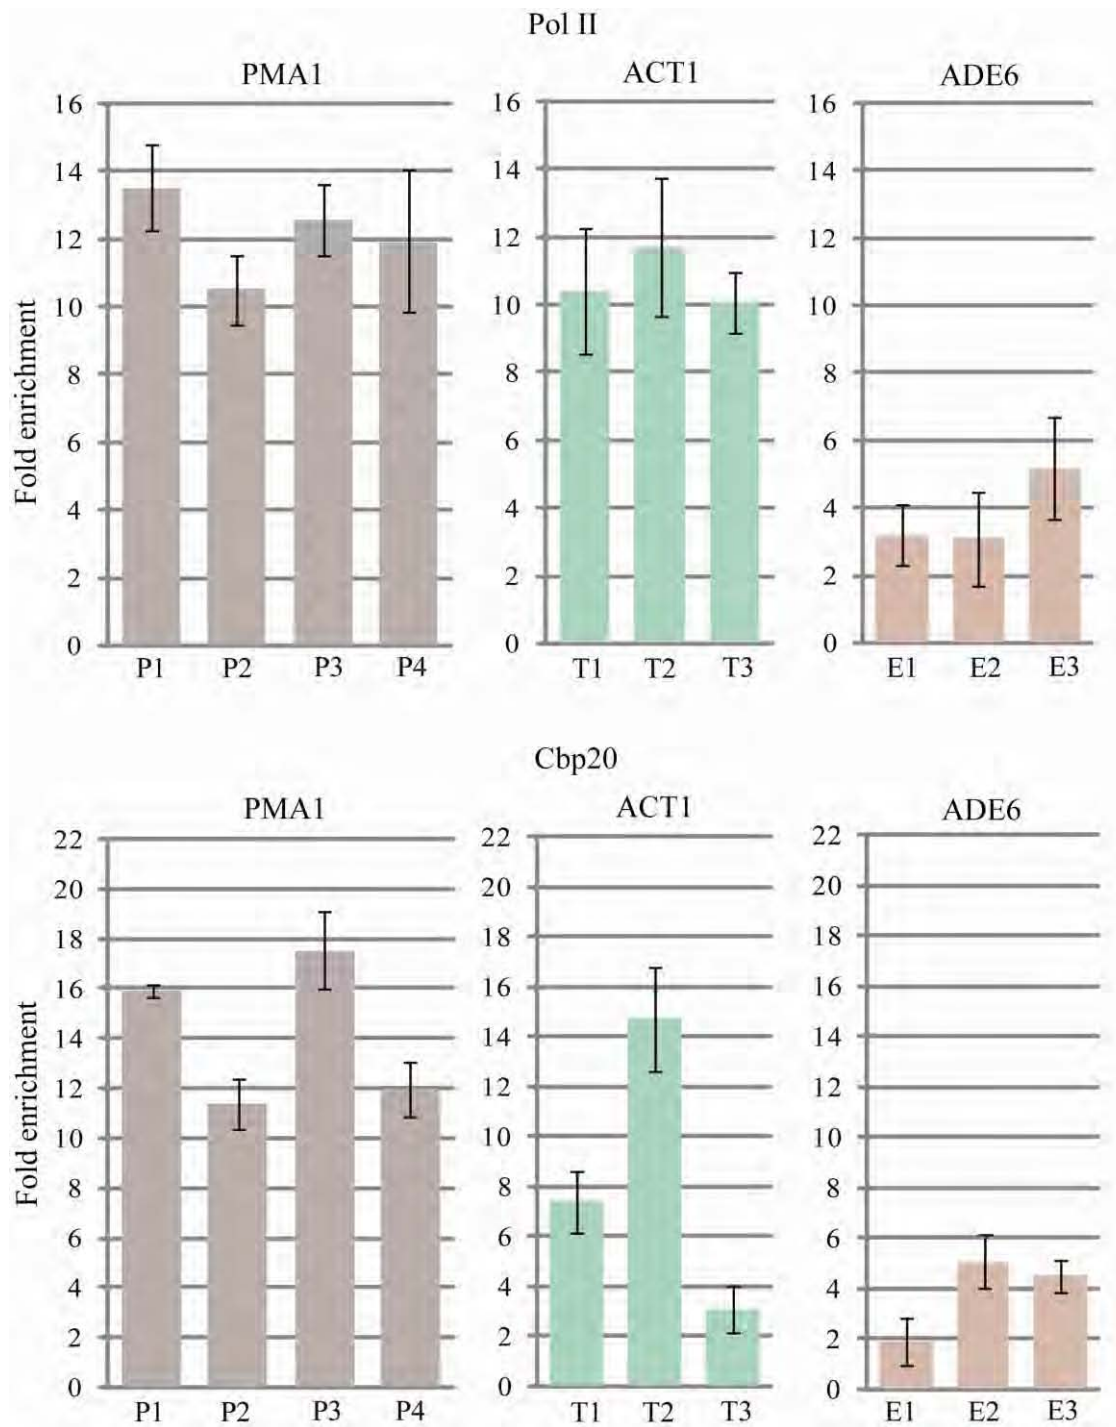 Pol II
PMA1 ACT1 ADE6
Fold enrichment
16 16 16
14 14 14
12 12 12
10 10 10
8 8 8
6 6 6
4 4 4
2 2 2
0 0 0
P1 P2 P3 P4 T1 T2 T3 E1 E2 E3
Cbp20
PMA1 ACT1 ADE6
Fold enrichment
22 22 22
20 20 20
18 18 18
16 16 16
14 14 14
12 12 12
10 10 10
8 8 8
6 6 6
4 4 4
2 2 2
0 0 0
P1 P2 P3 P4 T1 T2 T3 E1 E2 E3